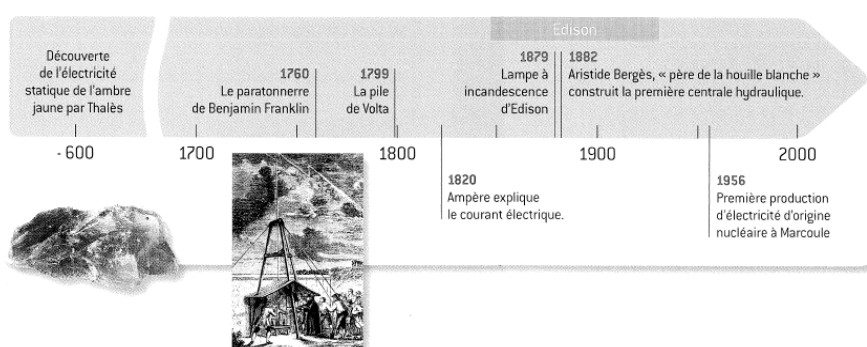 Edison
Découverte
de l'électricité
statique de l'ambre
jaune par Thalès
1760
Le paratonnerre
de Benjamin Franklin
1799
La pile
de Volta
1879
Lampe à
incandescence
d'Edison
1882
Aristide Bergès, « père de la houille blanche »
construit la première centrale hydraulique.
- 600
1700
1800
1900
2000
1820
Ampère explique
le courant électrique.
1956
Première production
d'électricité d'origine
nucléaire à Marcoule